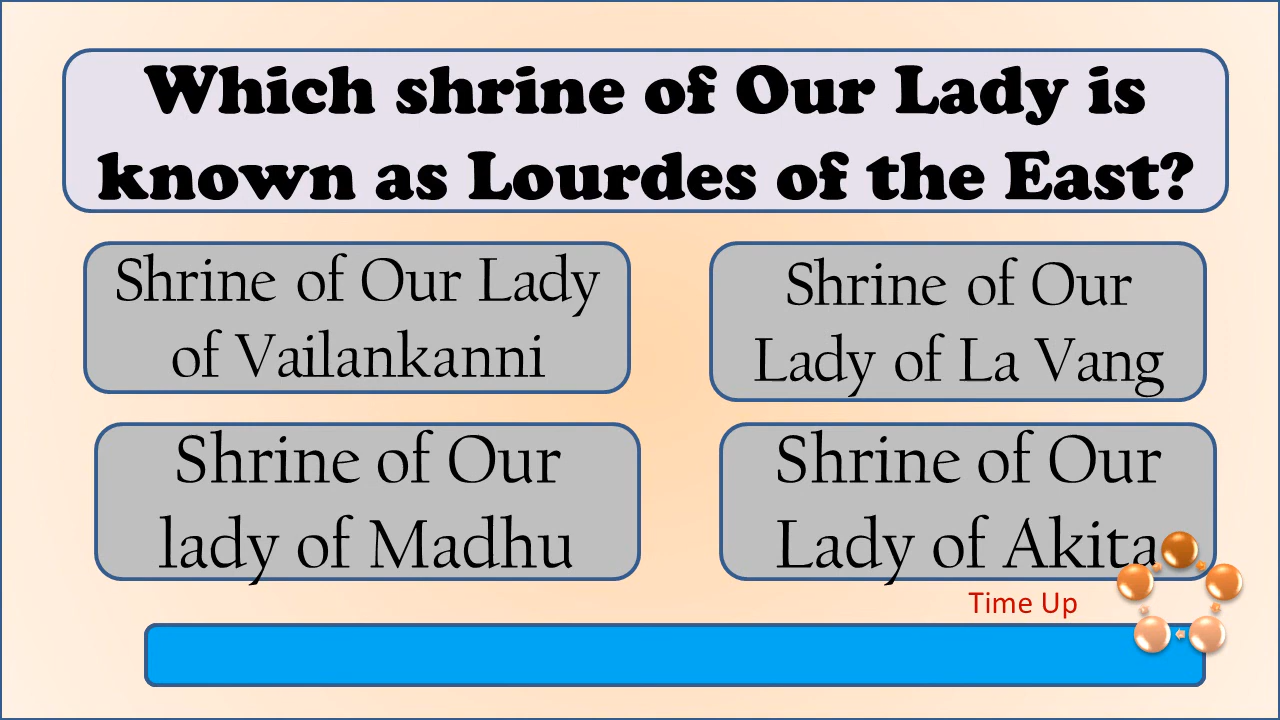 Which shrine of Our Lady is
known as Lourdes of the East?
Shrine of Our Lady
of Vailankanni
Shrine of Our
Lady of La Vang
Shrine of Our
lady of Madhu
Shrine of Our
Lady of Akita
Time Up